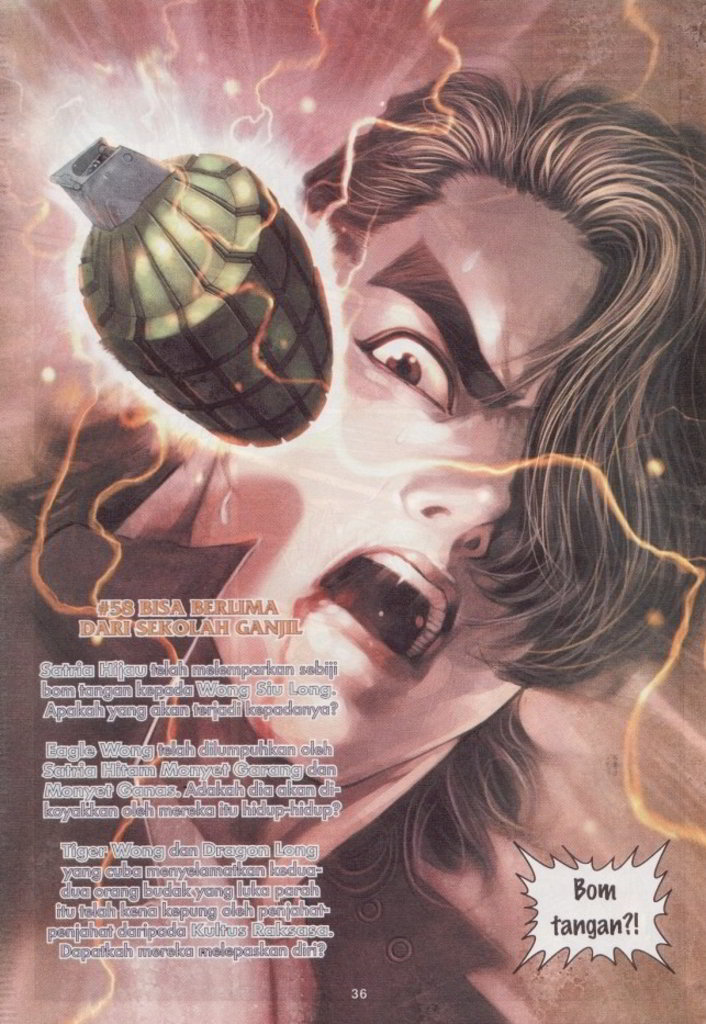 #58 BISA BERLIMA
DARI SEKOLAH GANJIL
Satria Hijau telah melemparkan sebiji
bom tangan kepada Wong Siu Long.
Apakah yang akan terjadi kepadanya?
Eagle Wong telah dilumpuhkan oleh
Satria Hitam Monyet Garang dan
Monyet Ganas. Adakah dia akan di-
koyakkan oleh mereka itu hidup-hidup?
Tiger Wong dan Dragon Long
yang cuba menyelamatkan kedua-
dua orang budak yang luka parah
itu telah kena kepung oleh penjahat-
penjahat daripada Kultus Raksasa.
Dapatkah mereka melepaskan diri?
Bom
tangan?!
36